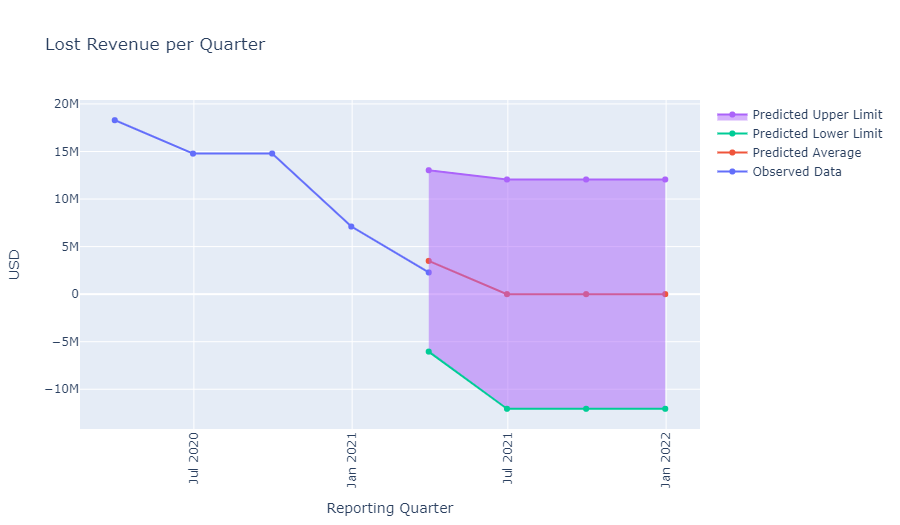 Lost Revenue per Quarter
20M
15M
10M
5M
0
−5M
−10M
USD
Jul 2020
Jan 2021
Jul 2021
Jan 2022
Reporting Quarter
Predicted Upper Limit
Predicted Lower Limit
Predicted Average
Observed Data